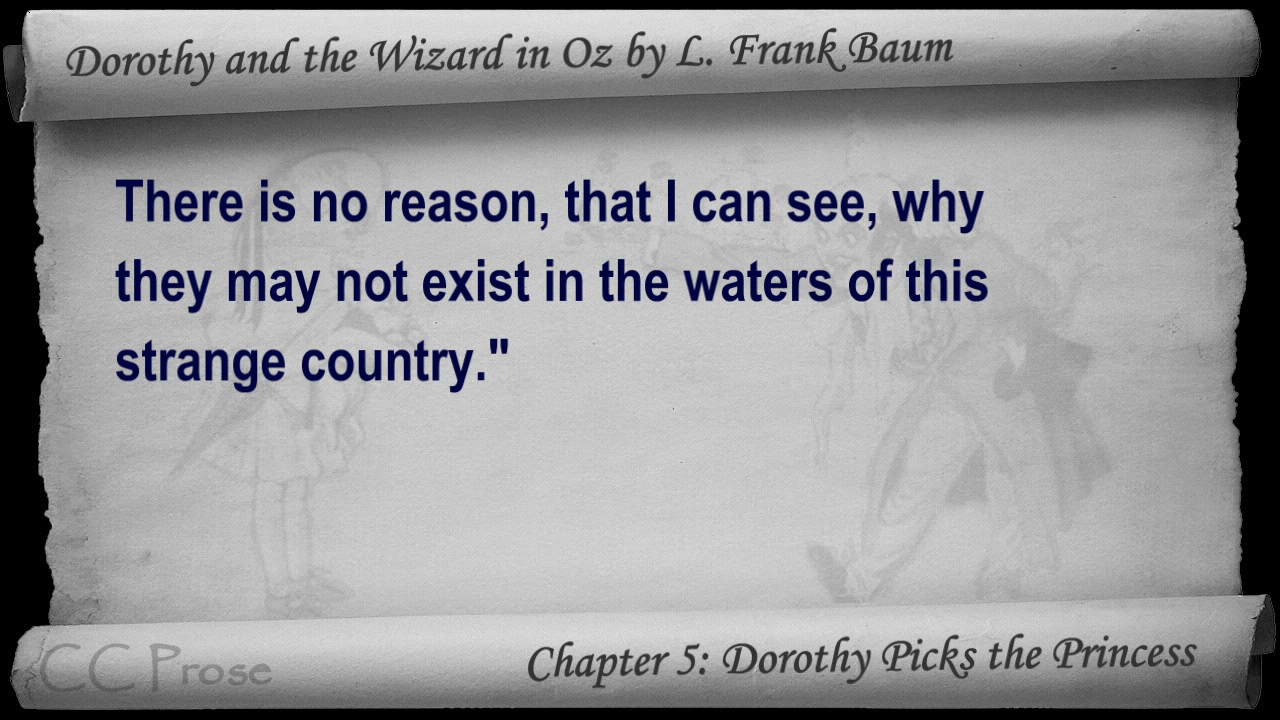 Dorothy and the Wizard in Oz by L. Frank Baum
There is no reason, that I can see, why
they may not exist in the waters of this
strange country."
CC Prose
Chapter 5: Dorothy Picks the Princess